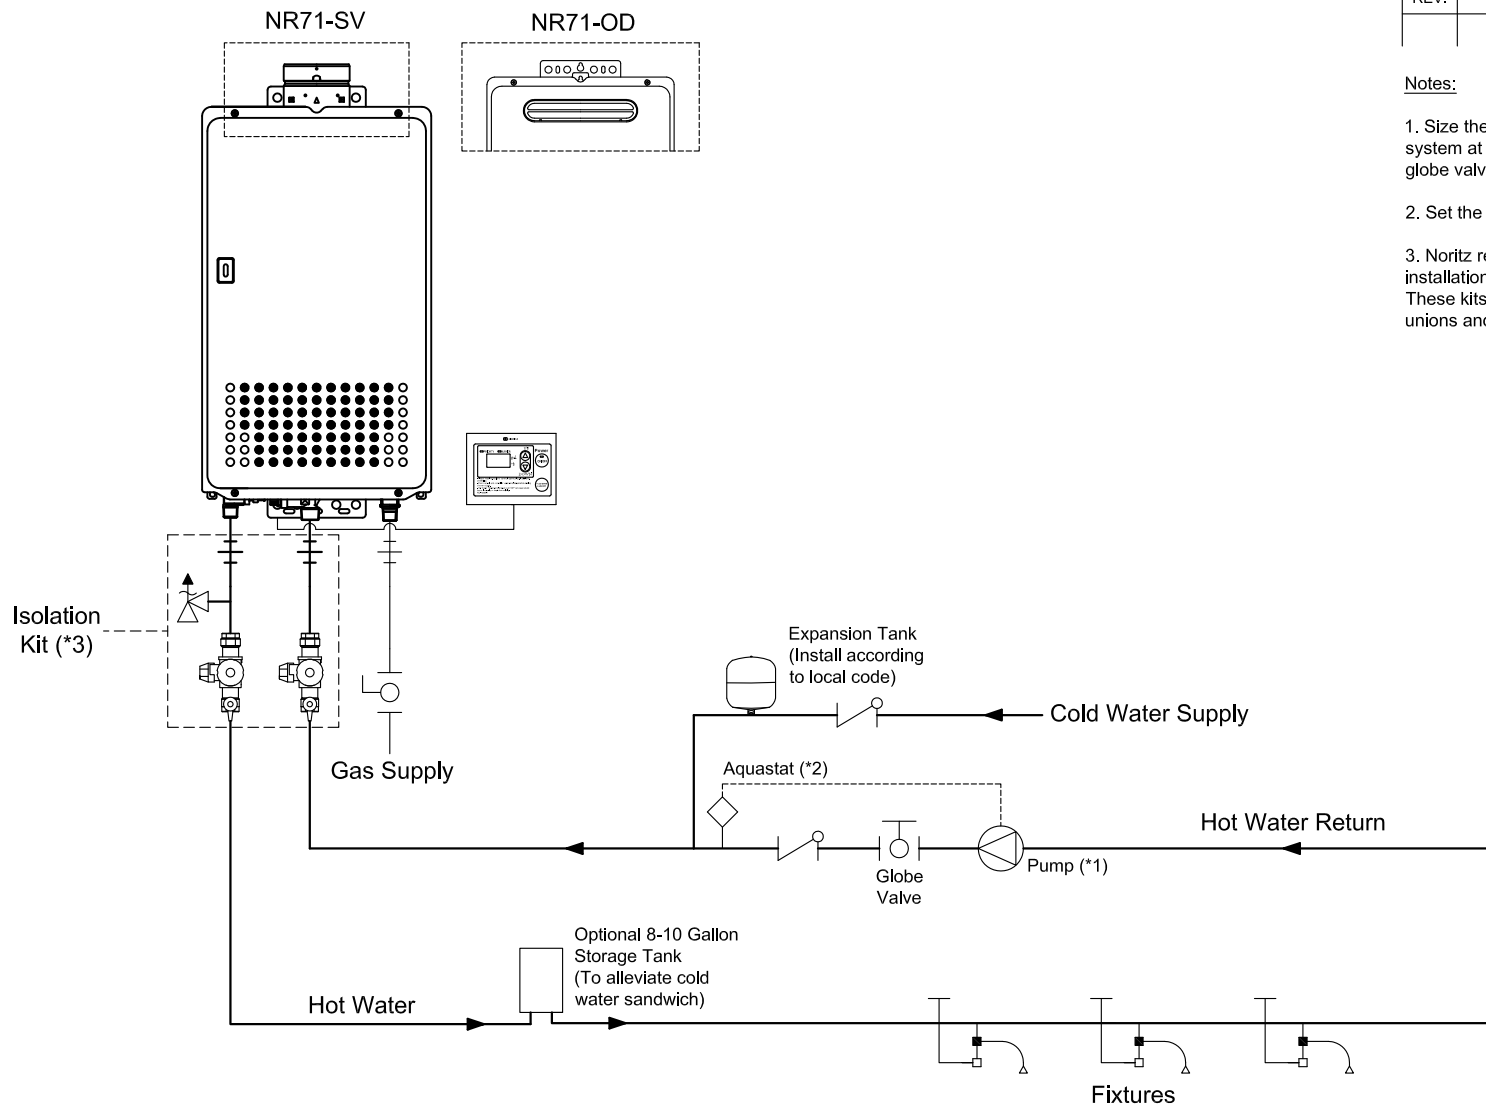 NR71-SV
NR71-OD
REV.
Notes:
1. Size the
system at
globe valv
2. Set the
3. Noritz re
installation
These kits
unions and
Power
Isolation
Kit (*3)
Gas Supply
Expansion Tank
(Install according
to local code)
Cold Water Supply
Aquastat (*2)
Hot Water Return
Pump (*1)
Globe
Valve
Optional 8-10 Gallon
Storage Tank
(To alleviate cold
water sandwich)
Hot Water
Fixtures